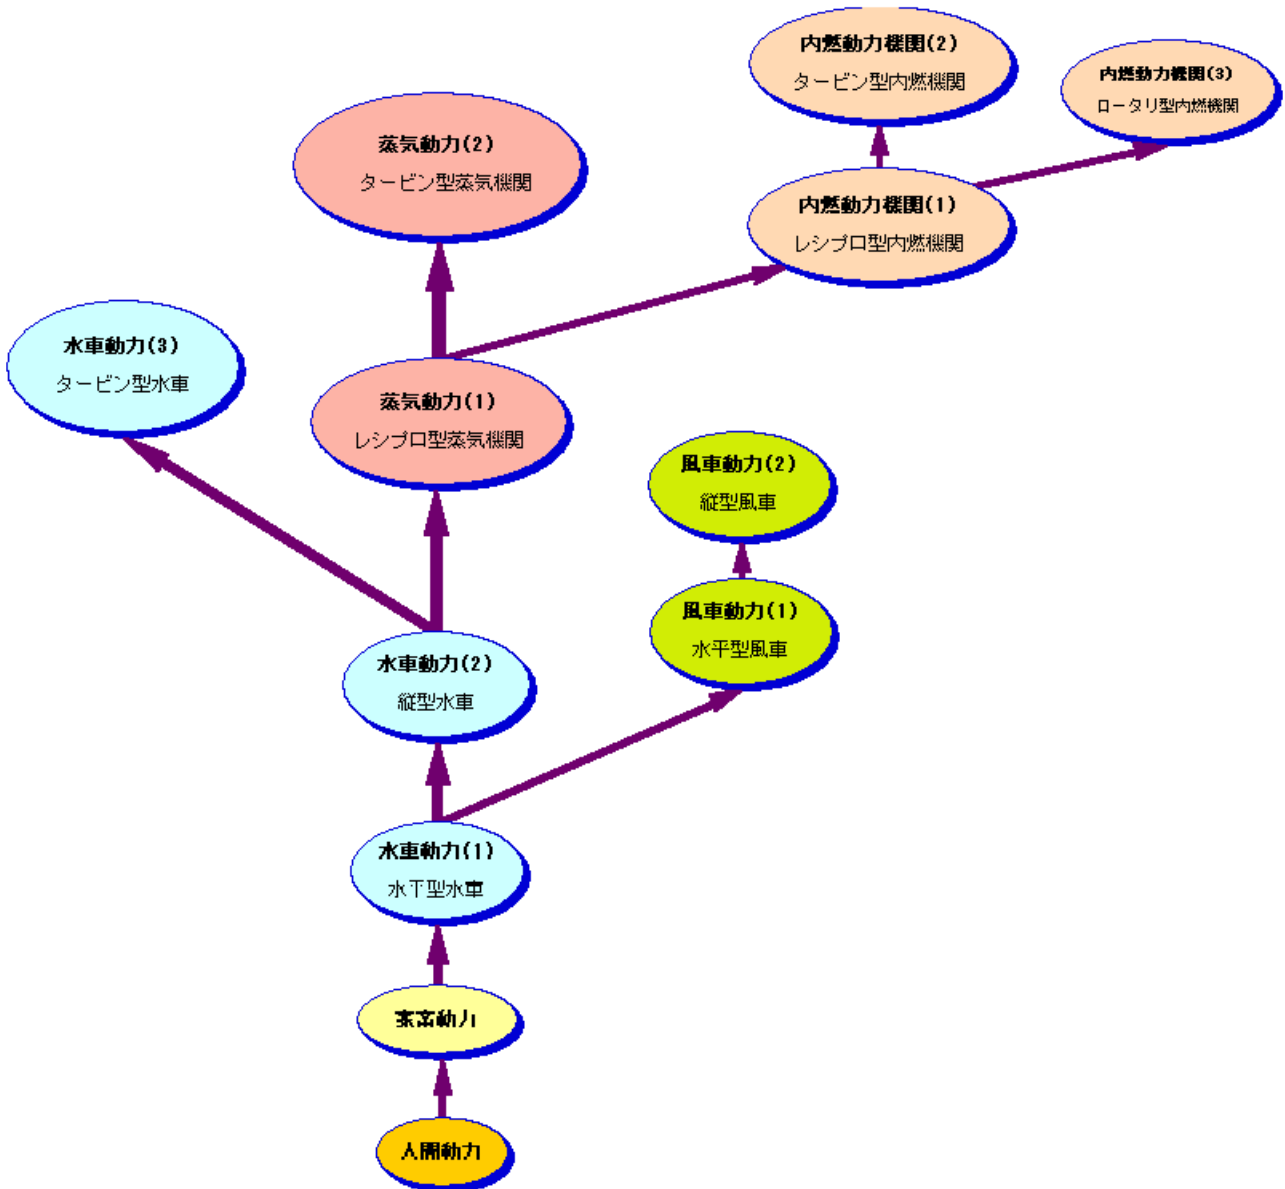 内燃動力機関(2)
タービン型内燃機関
内燃動力機関(3)
ロータリ型内燃機関
蒸気動力(2)
タービン型蒸気機関
内燃動力機関(1)
レシプロ型内燃機関
水車動力(3)
タービン型水車
蒸気動力(1)
レシプロ型蒸気機関
風車動力(2)
縦型風車
風車動力(1)
水平型風車
水車動力(2)
縦型水車
水車動力(1)
水平型水車
家畜動力
人間動力